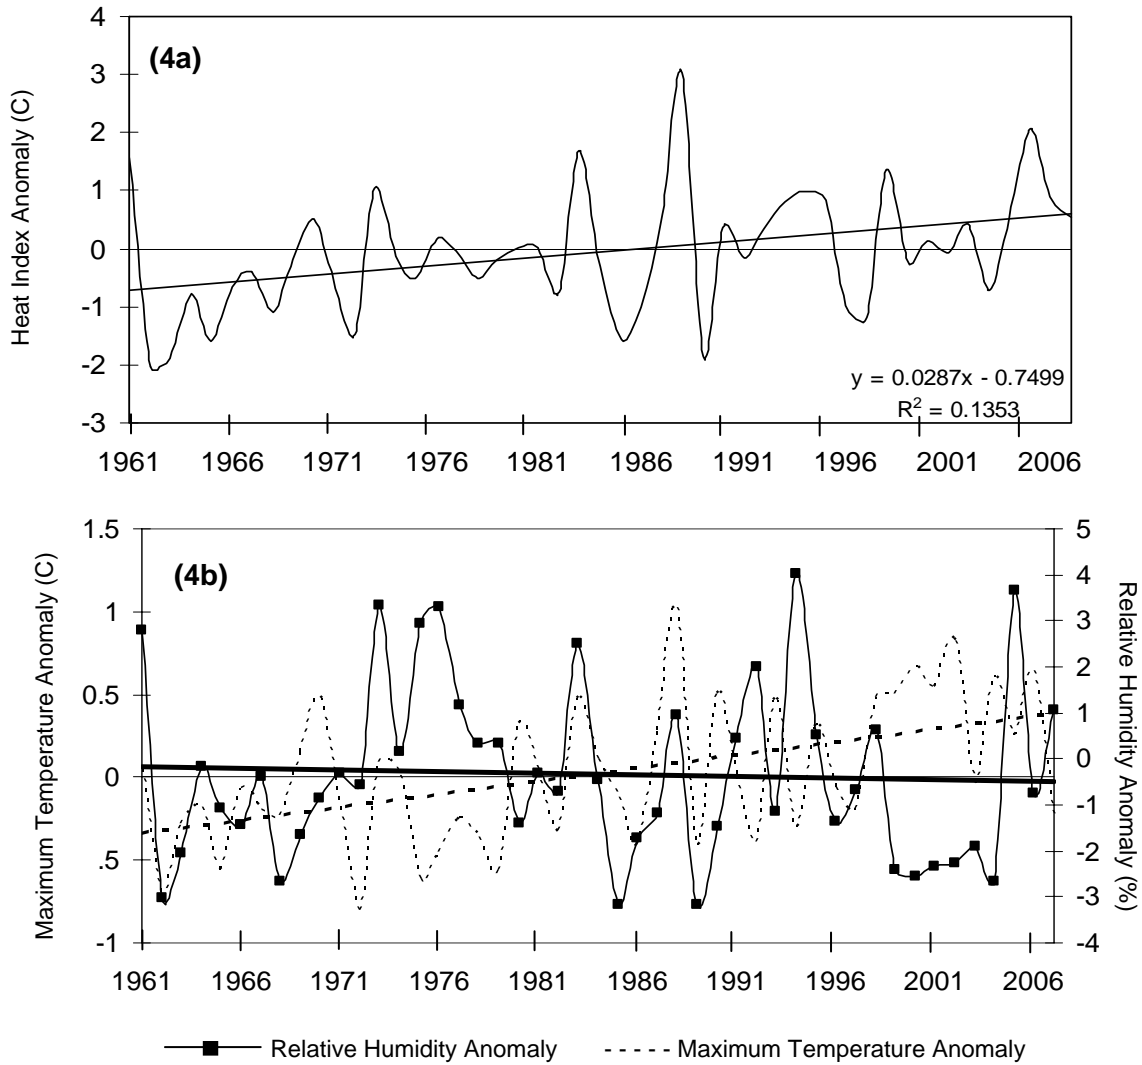 (4a)
Heat Index Anomaly (C)
4
3
2
1
0
-1
-2
-3
y = 0.0287x - 0.7499
R² = 0.1353
1961 1966 1971 1976 1981 1986 1991 1996 2001 2006
(4b)
Maximum Temperature Anomaly (C)
1.5
1
0.5
0
.5
-1
Relative Humidity Anomaly (%)
5
4
3
2
1
0
-1
-2
-3
-4
1961 1966 1971 1976 1981 1986 1991 1996 2001 2006
Relative Humidity Anomaly Maximum Temperature Anomaly